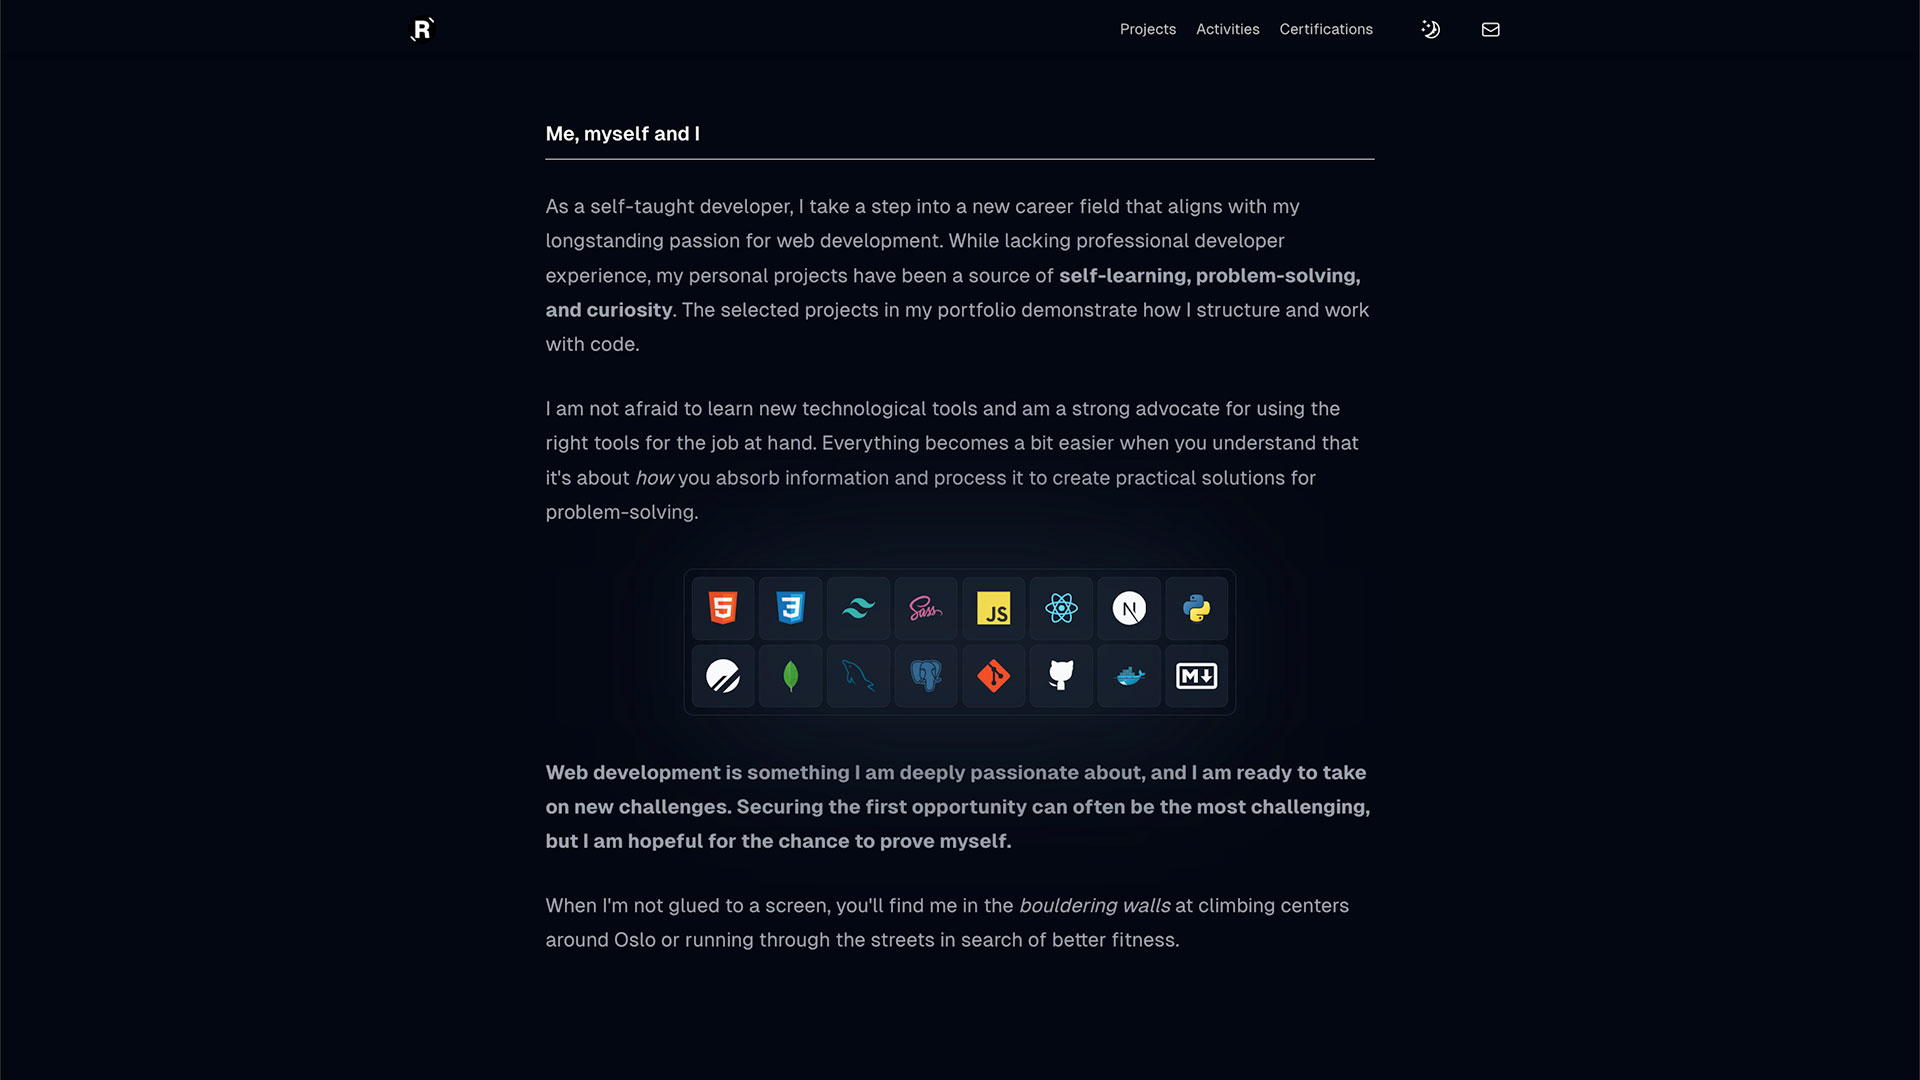 R
Projects Activities Certifications
Me, myself and I
As a self-taught developer, I take a step into a new career field that aligns with my
longstanding passion for web development. While lacking professional developer
experience, my personal projects have been a source of self-learning, problem-solving,
and curiosity. The selected projects in my portfolio demonstrate how I structure and work
with code.
I am not afraid to learn new technological tools and am a strong advocate for using the
right tools for the job at hand. Everything becomes a bit easier when you understand that
it's about how you absorb information and process it to create practical solutions for
problem-solving.
5 3 Sass JS N
M
Web development is something I am deeply passionate about, and I am ready to take
on new challenges. Securing the first opportunity can often be the most challenging,
but I am hopeful for the chance to prove myself.
When I'm not glued to a screen, you'll find me in the bouldering walls at climbing centers
around Oslo or running through the streets in search of better fitness.